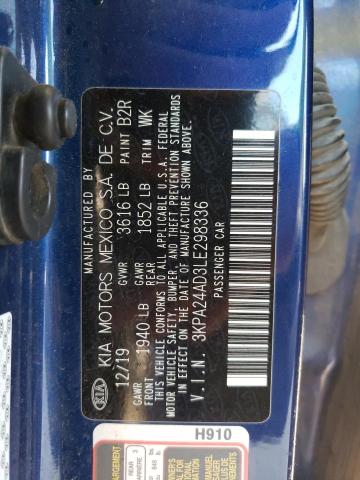 MANUFACTURED BY
KIA KIA MOTORS MEXICO S.A. DE C.V.
12/19 GVWR 3616 LB PAINT B2R
GAWR FRONT 1940 LB GAWR REAR 1852 LB TRIM WK
THIS VEHICLE CONFORMS TO ALL APPLICABLE U.S.A. FEDERAL
MOTOR VEHICLE SAFETY, BUMPER, AND THEFT PREVENTION STANDARDS
IN EFFECT ON THE DATE OF MANUFACTURE SHOWN ABOVE.
V.I.N. 3KPA24AD3LE298936
PASSENGER CAR
H910